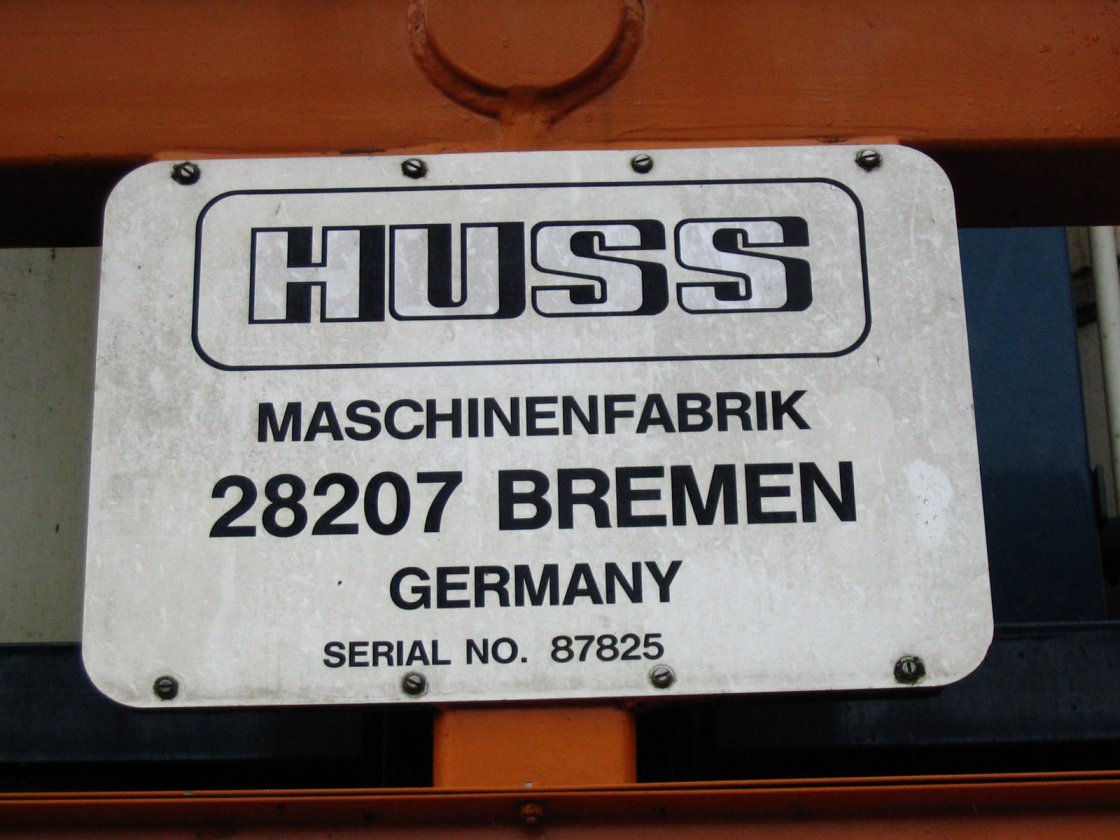 HUSS
MASCHINENFABRIK
28207 BREMEN
GERMANY
SERIAL NO. 87825